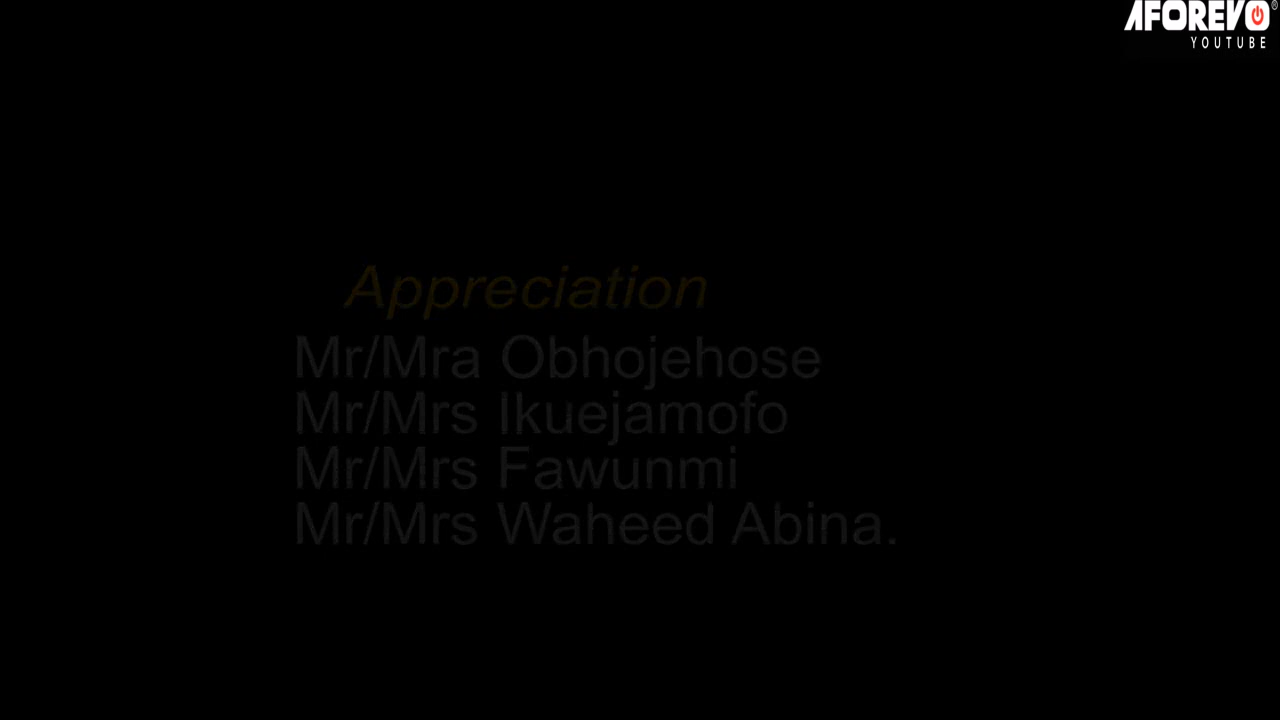 AFOREVO
YOUTUBE
Appreciation
Mr/Mra Obhojehose
Mr/Mrs Ikuejamofo
Mr/Mrs Fawunmi
Mr/Mrs Waheed Abina.